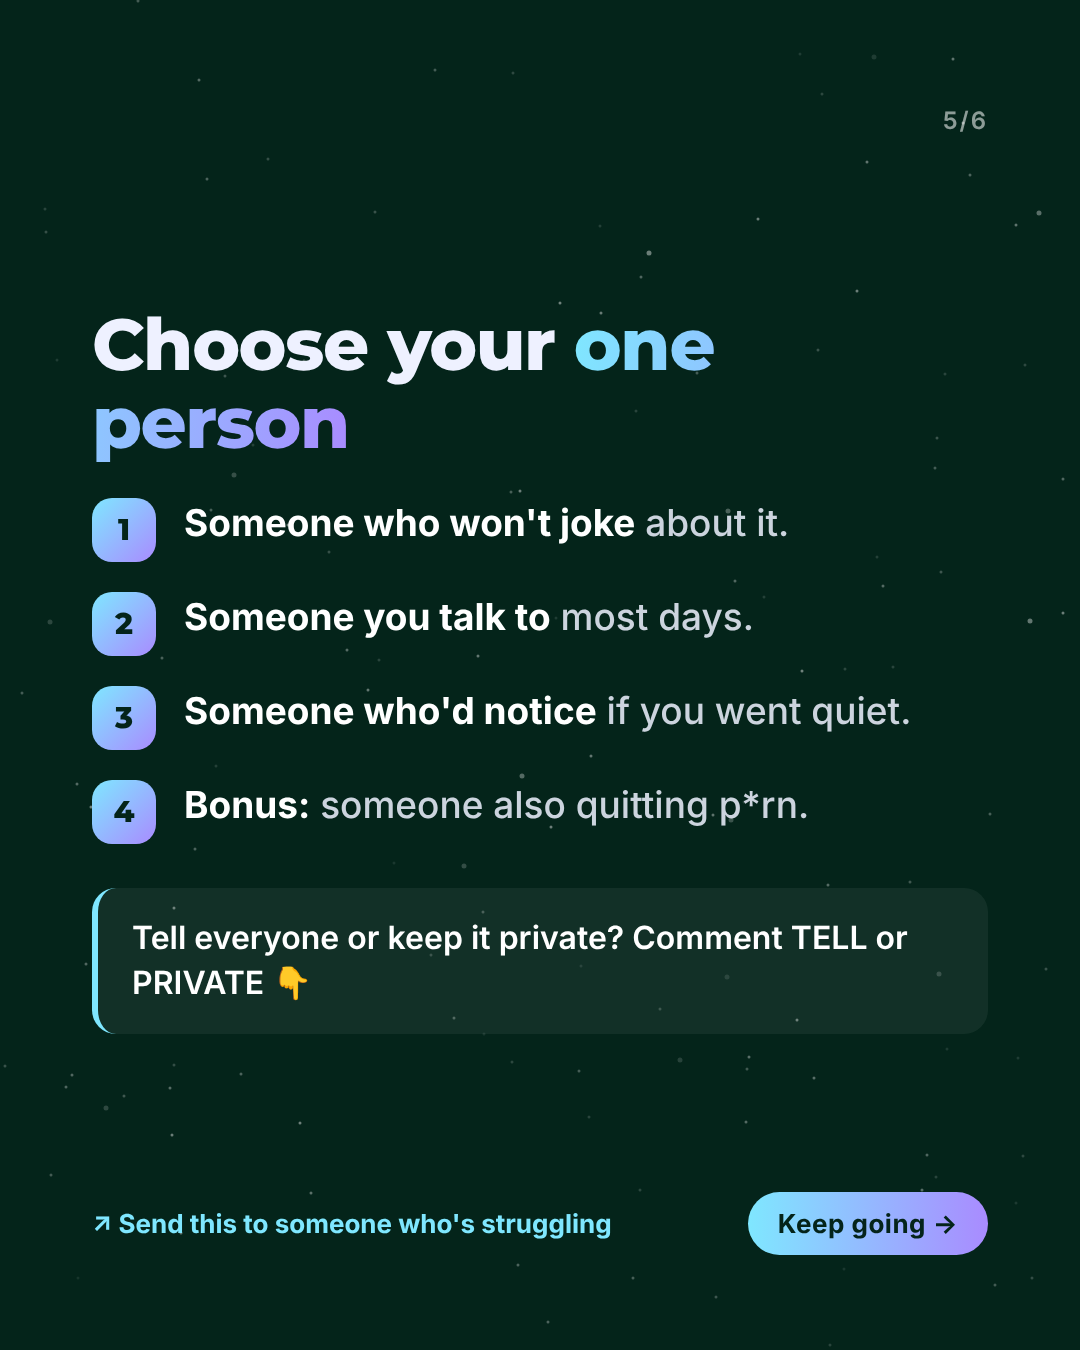 5/6
Choose your one
person
1 Someone who won't joke about it.
2 Someone you talk to most days.
3 Someone who'd notice if you went quiet.
4 Bonus: someone also quitting p*rn.
Tell everyone or keep it private? Comment TELL or
PRIVATE 👇
↗ Send this to someone who's struggling
Keep going →